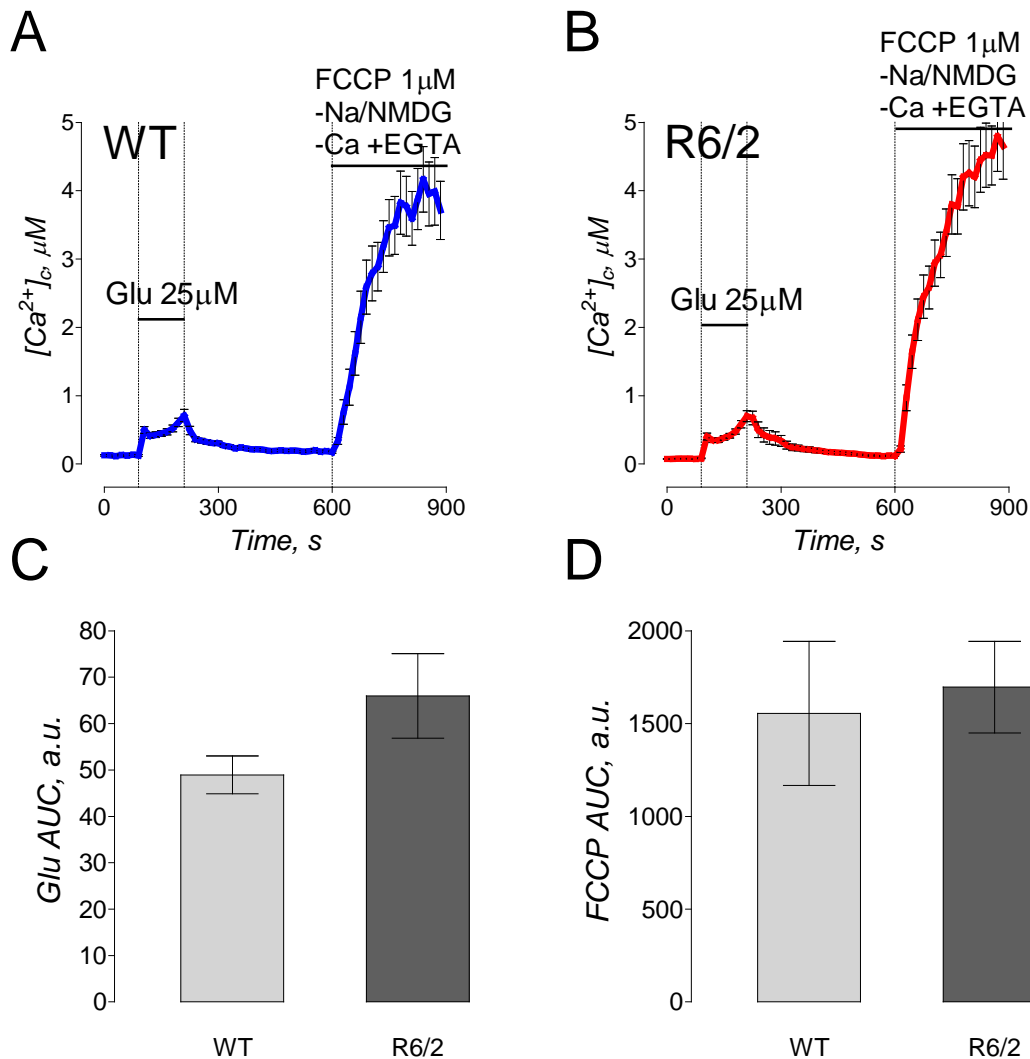 A
FCCP 1μM
-Na/NMDG
-Ca +EGTA
WT
5
4
3
2
1
0
[Ca²⁺]c, μM
Glu 25μM
0
300
600
900
Time, s
B
FCCP 1μM
-Na/NMDG
-Ca +EGTA
R6/2
5
4
3
2
1
0
[Ca²⁺]c, μM
Glu 25μM
0
300
600
900
Time, s
C
80
70
60
50
40
30
20
10
0
Glu AUC, a.u.
WT
R6/2
D
2000
1500
1000
500
0
FCCP AUC, a.u.
WT
R6/2